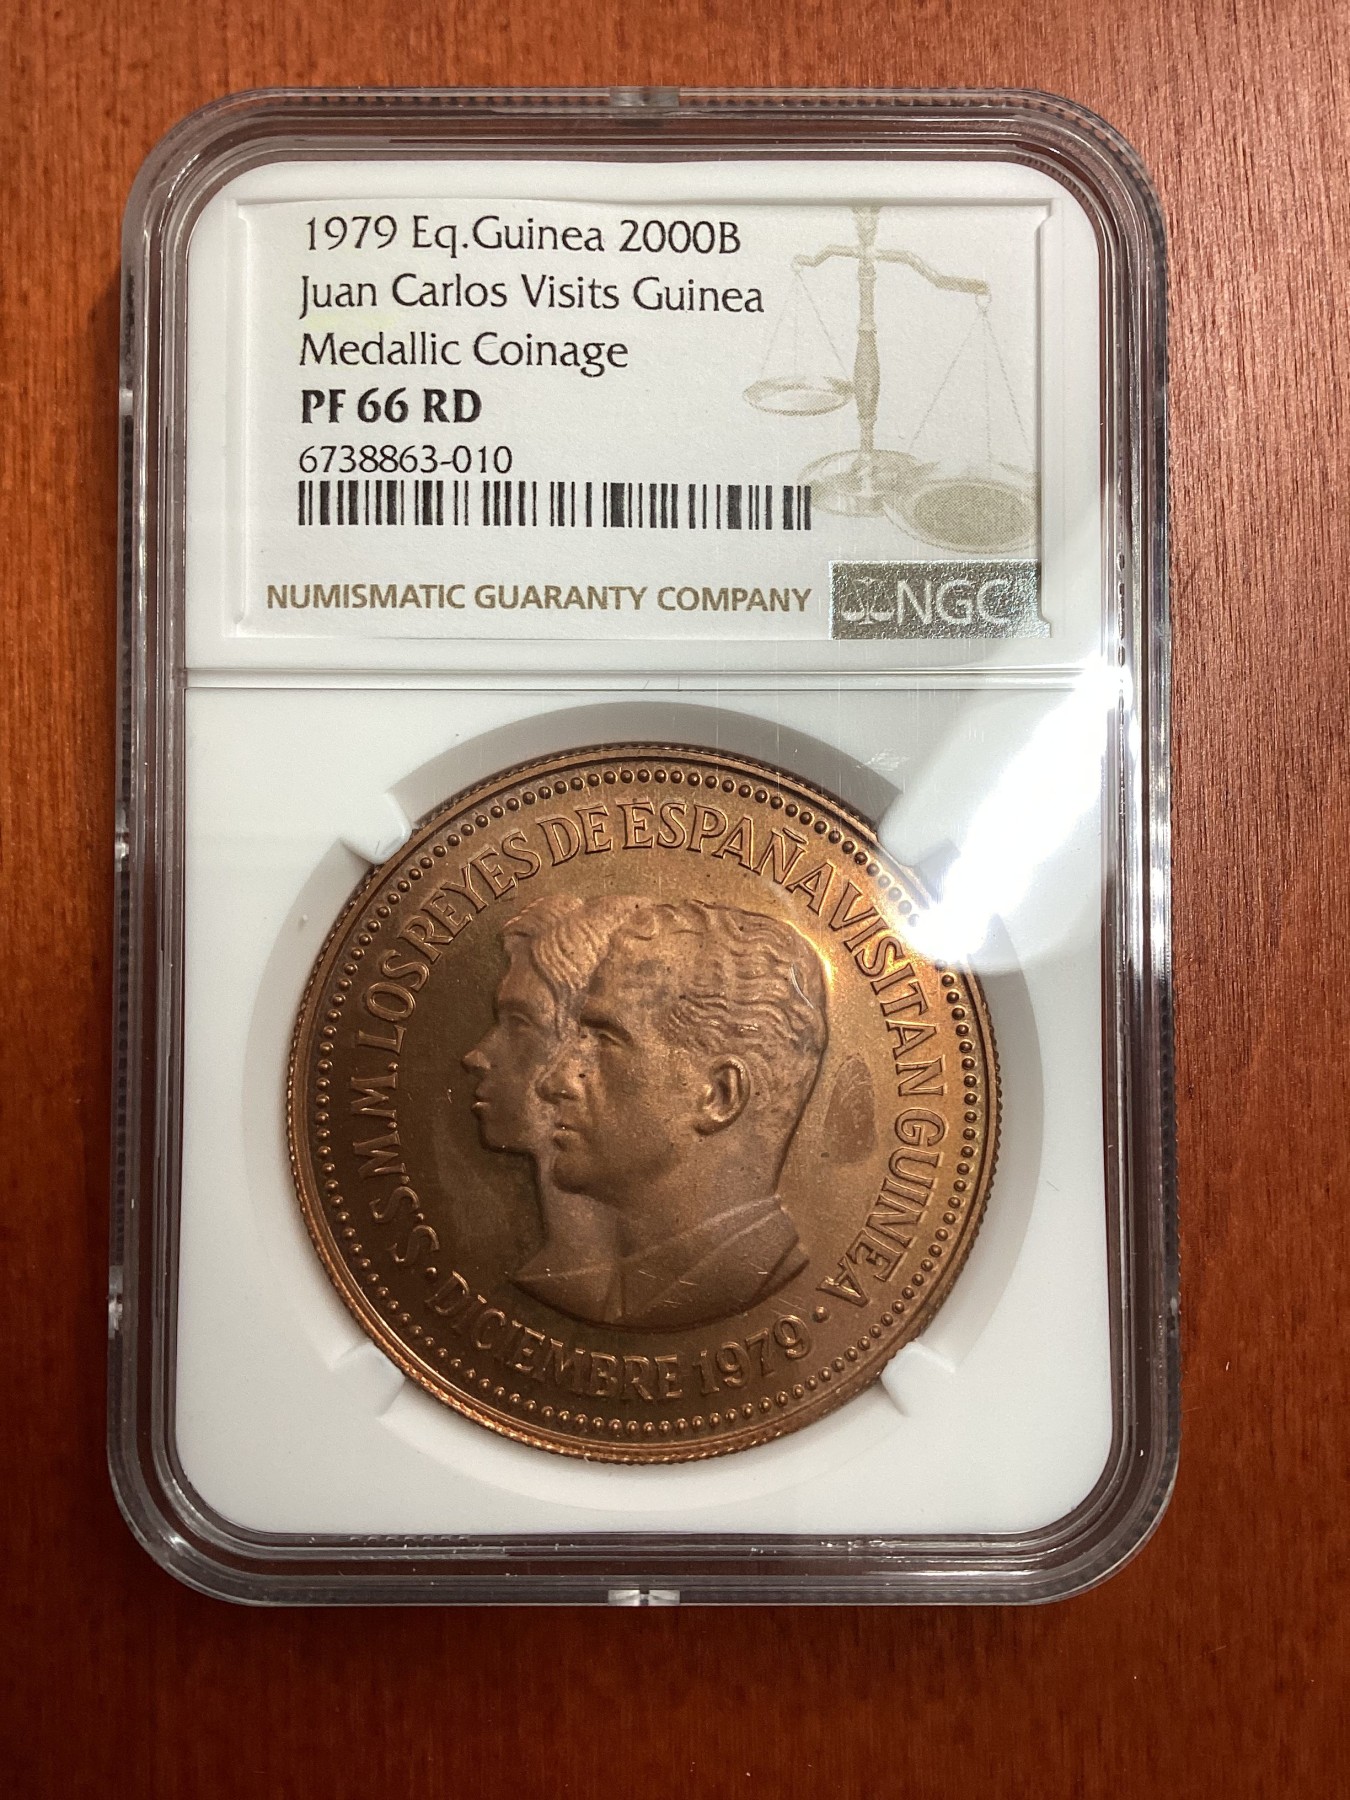 1979 Eq.Guinea 2000B
Juan Carlos Visits Guinea
Medallic Coinage
PF 66 RD
6738863-010
NUMISMATIC GUARANTY COMPANY
NGC
S.S.M.M. LOS REYES DE ESPAÑA VISITAN GUINEA
· DICIEMBRE 1979 ·